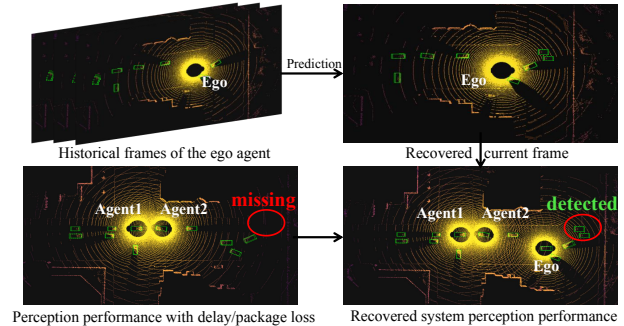 Prediction
Ego
Ego
Historical frames of the ego agent
Recovered current frame
Agent1 Agent2
missing
Agent1 Agent2
detected
Ego
Perception performance with delay/package loss
Recovered system perception performance